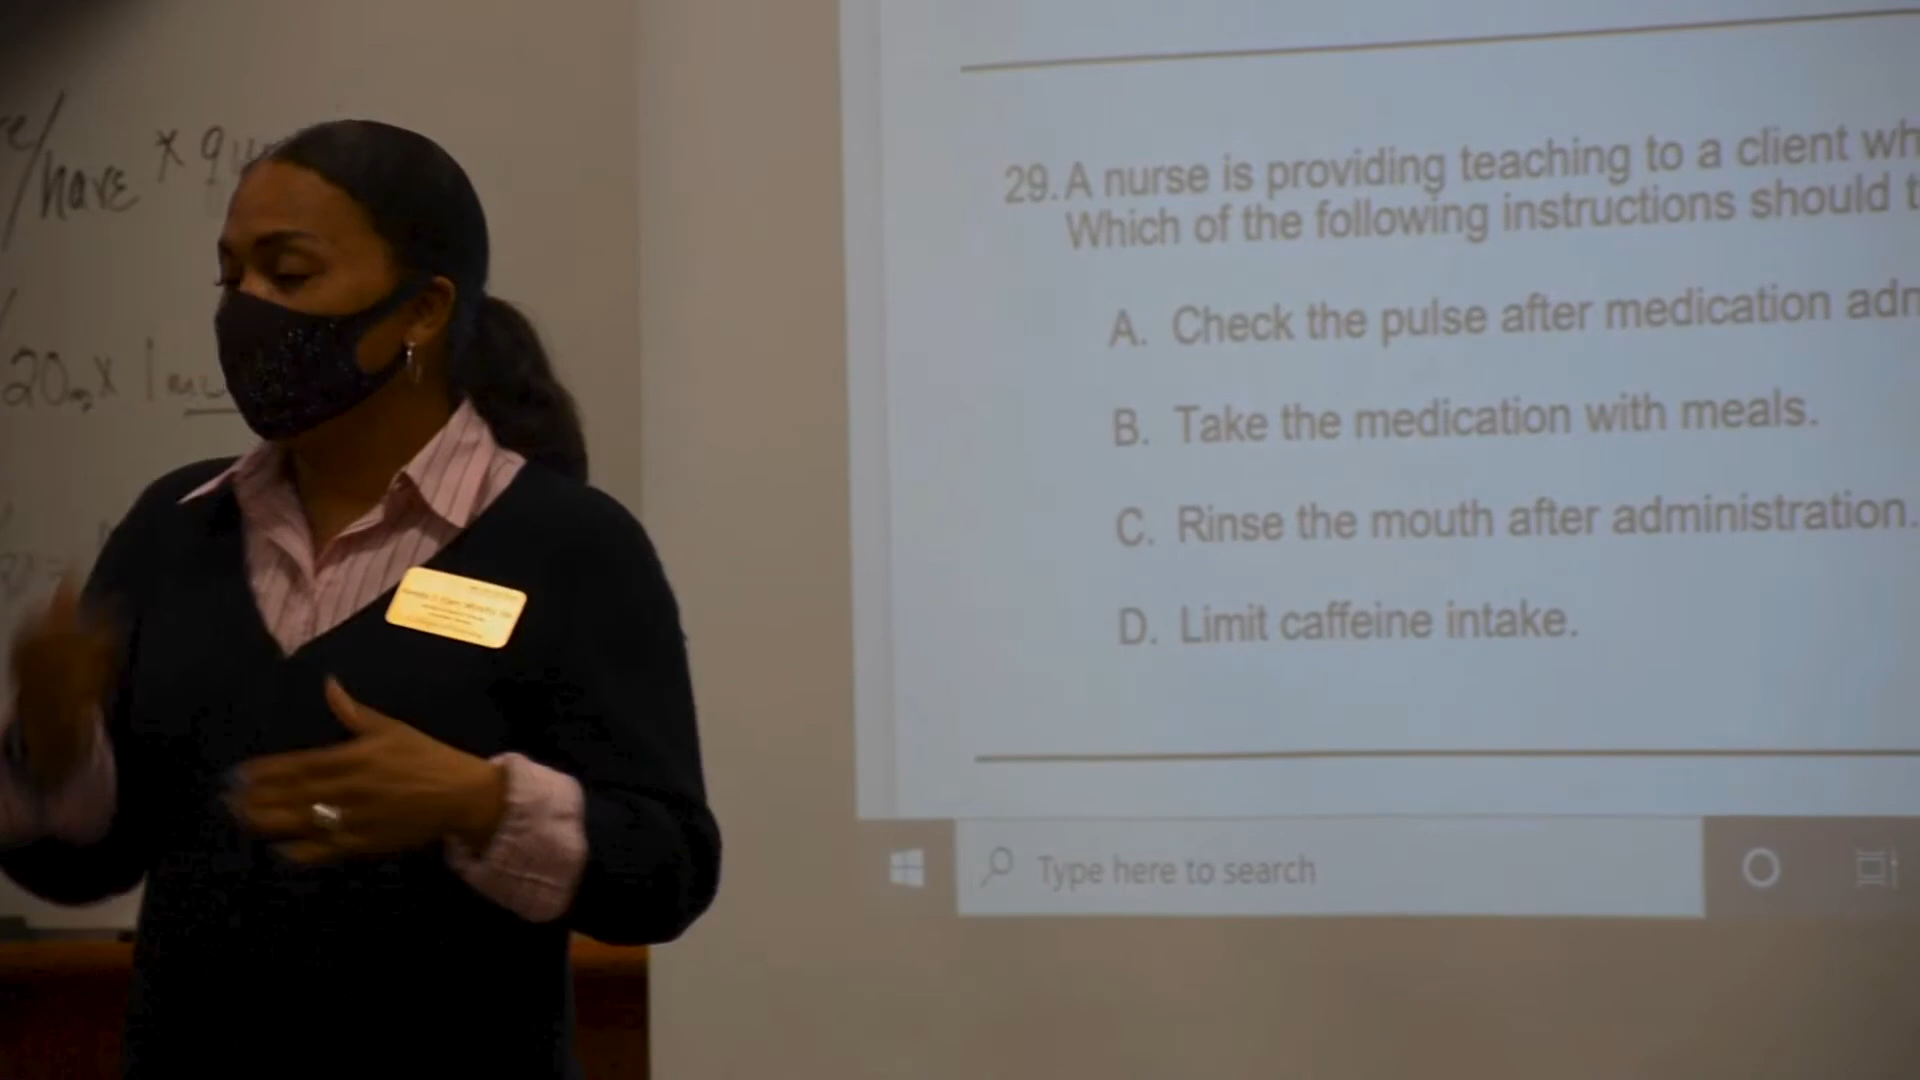 have *
20 x 1
29. A nurse is providing teaching to a client wh
Which of the following instructions should t
A. Check the pulse after medication adm
B. Take the medication with meals.
C. Rinse the mouth after administration.
D. Limit caffeine intake.
Type here to search